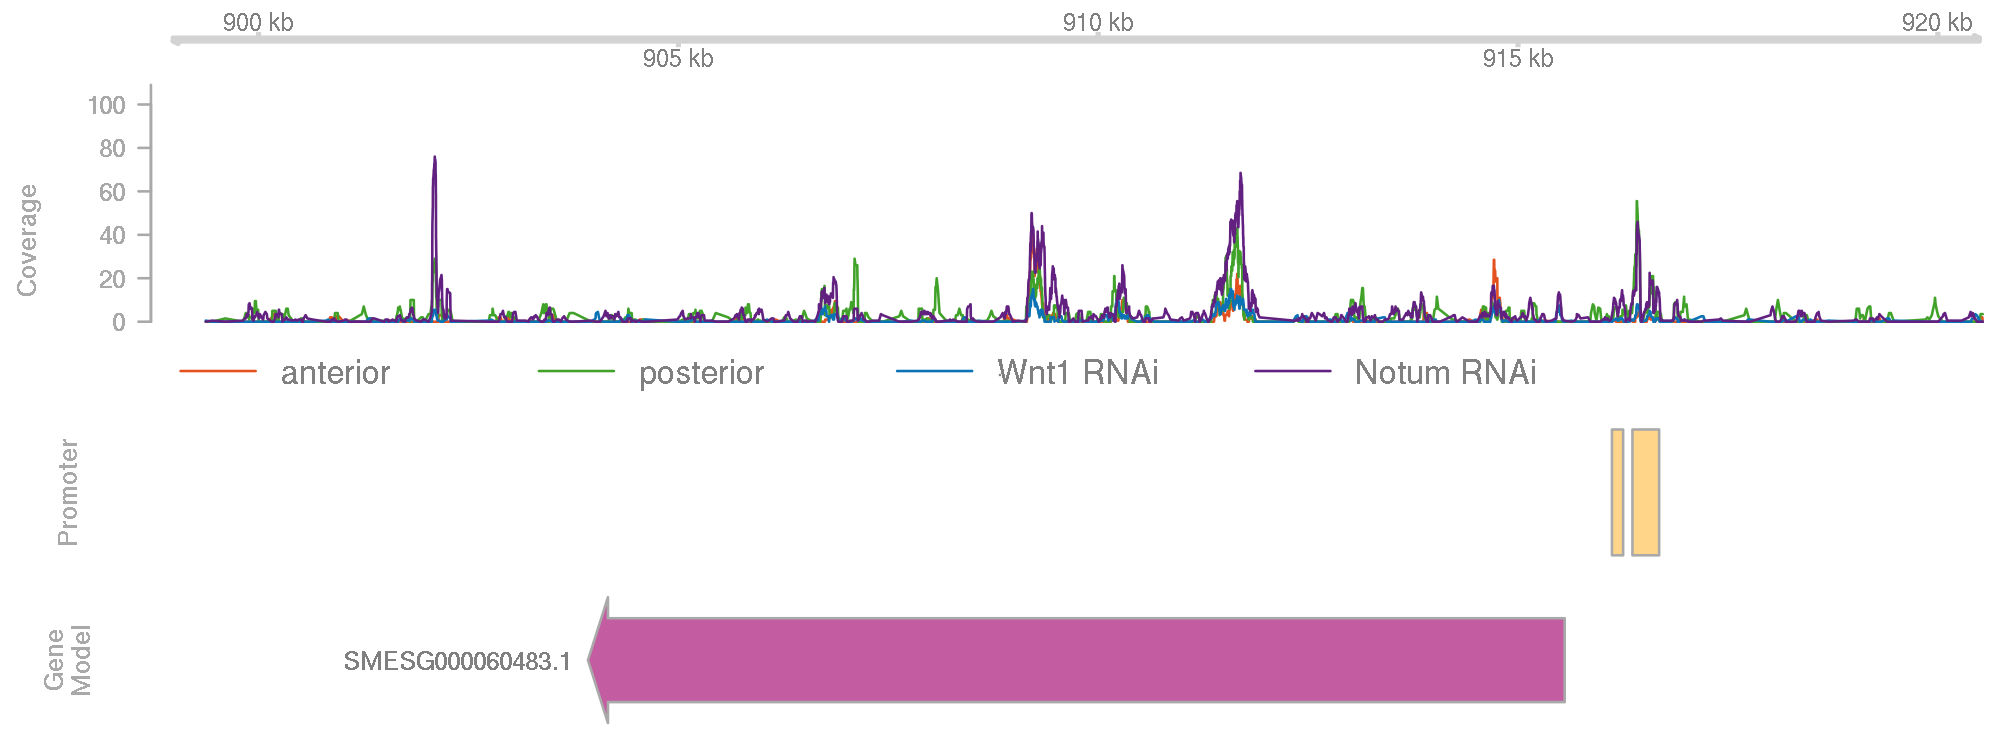 900 kb 910 kb 920 kb
905 kb 915 kb
Coverage
100
80
60
40
20
0
anterior posterior Wnt1 RNAi Notum RNAi
Promoter
Gene
Model
SMESG000060483.1